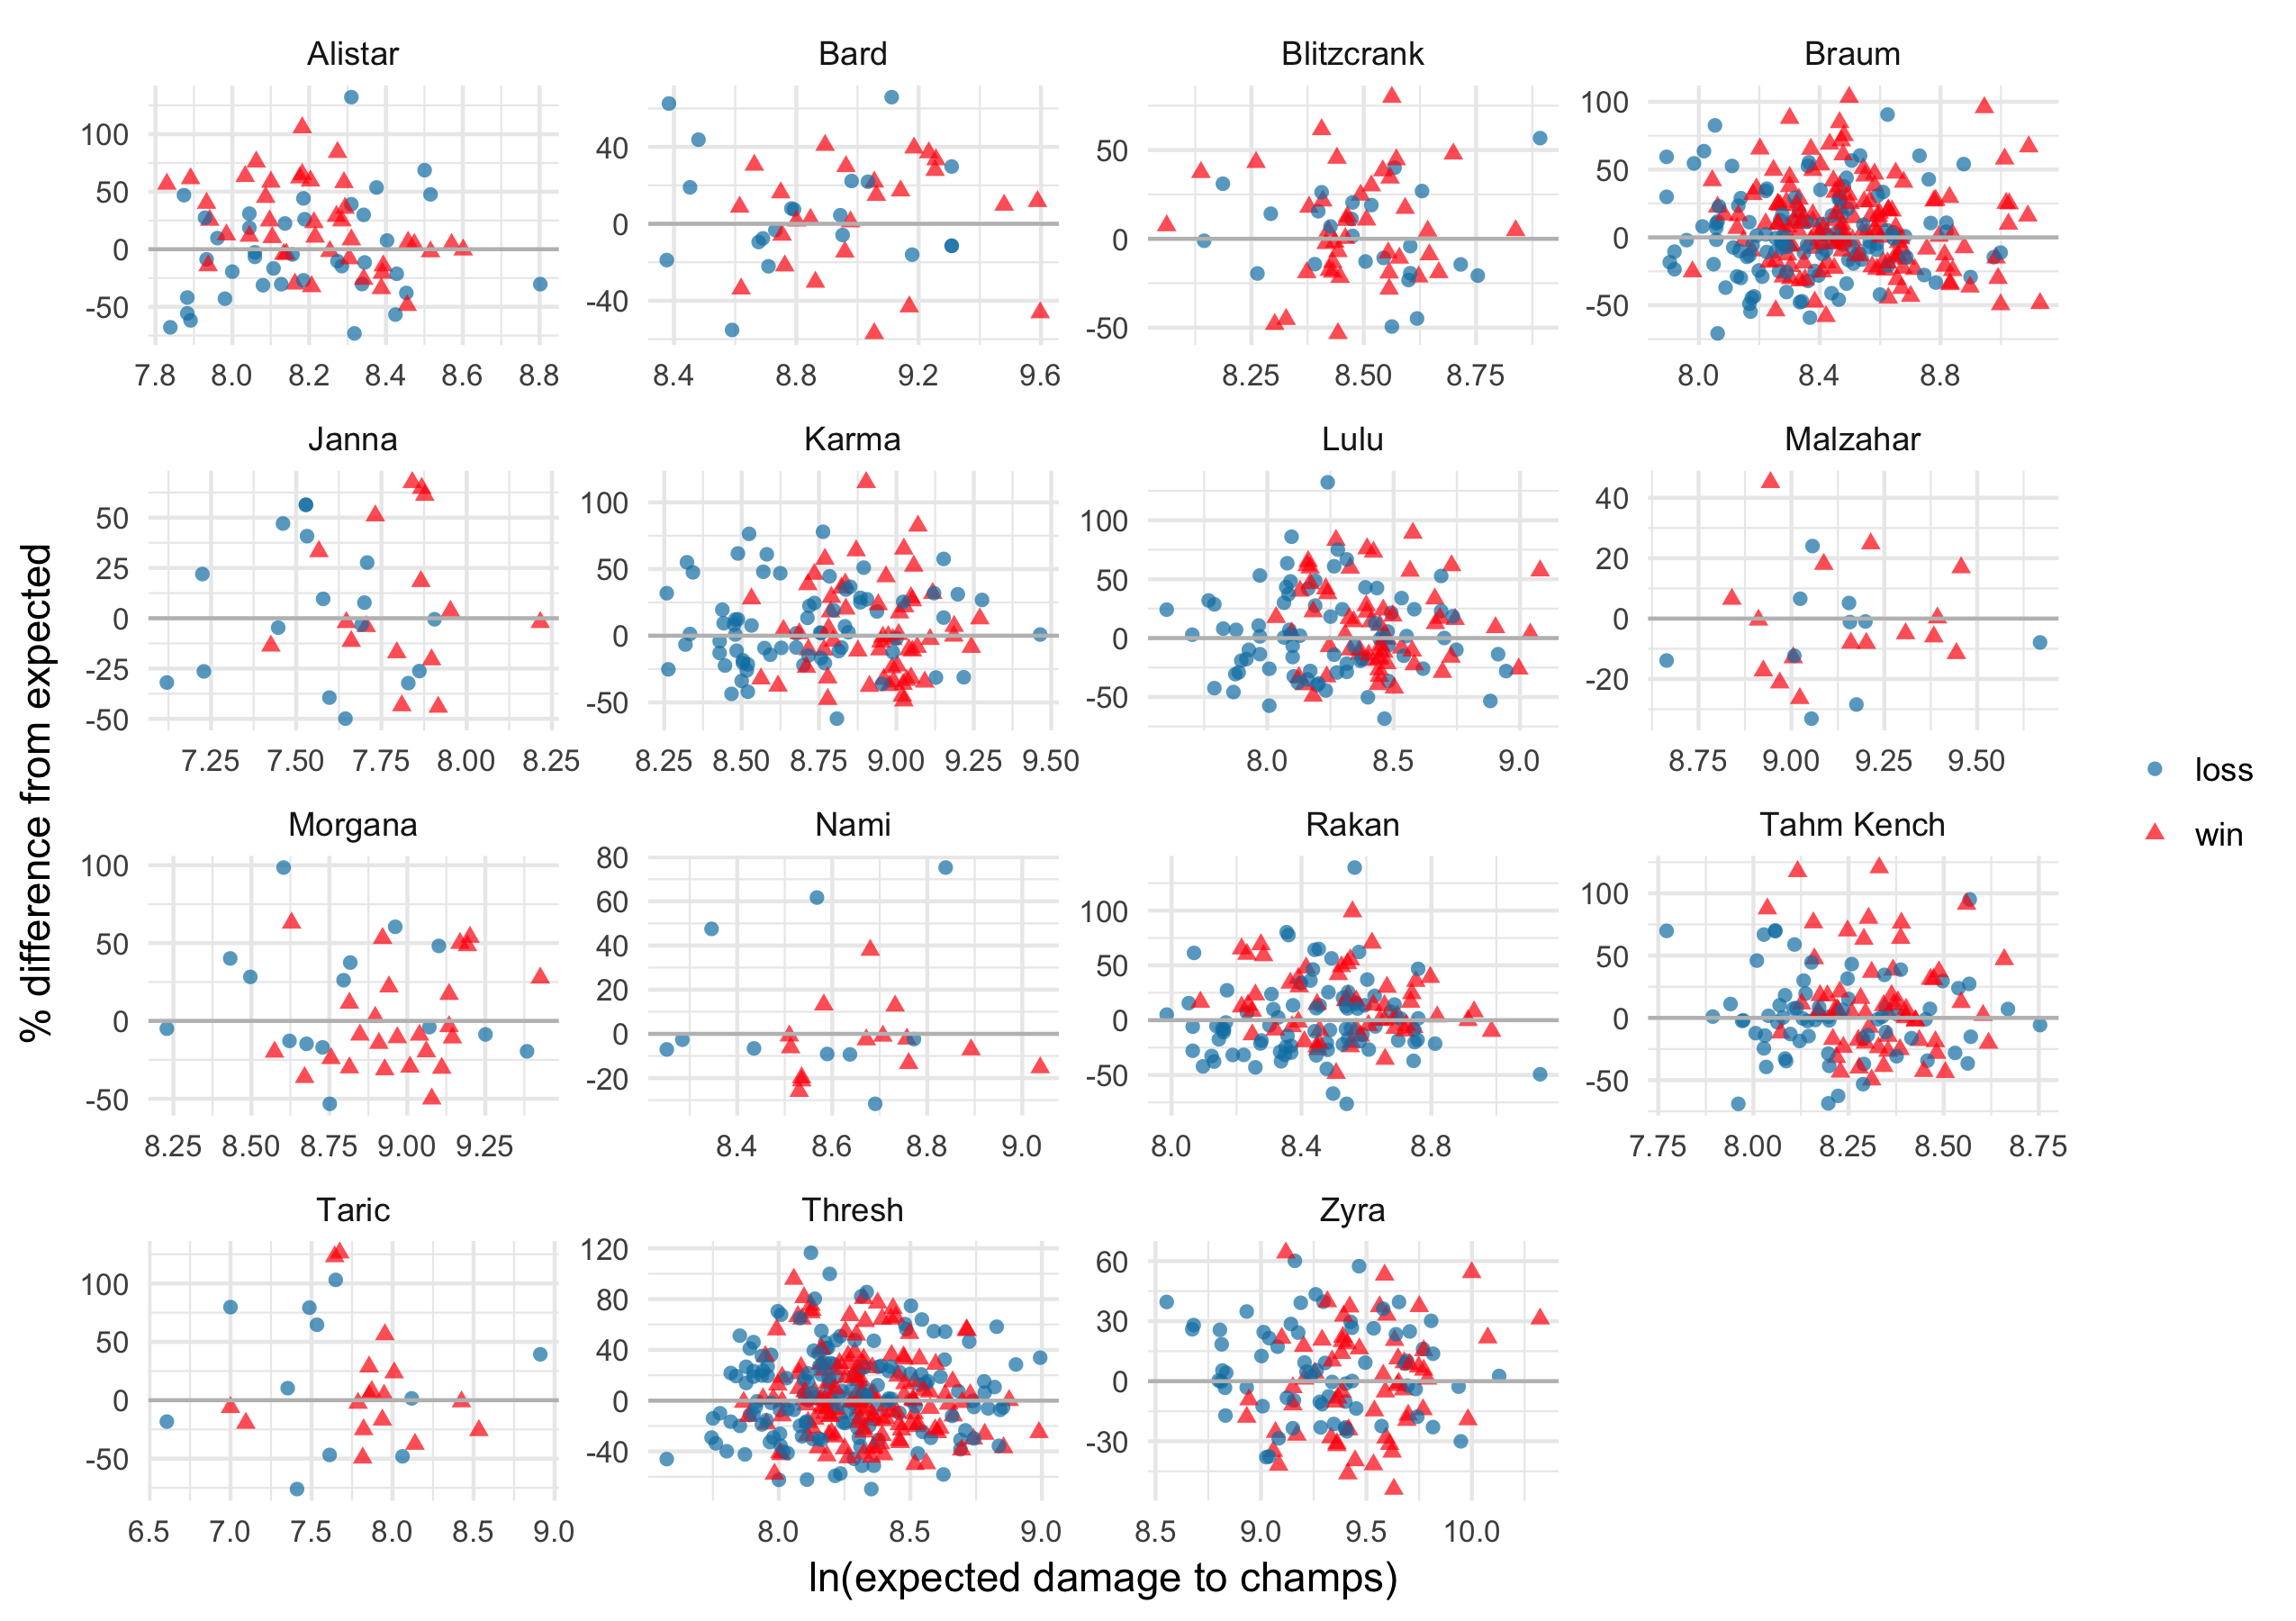 Alistar Bard Blitzcrank Braum
100 50 0 -50
40 0 -40
50 0 -50
100 50 0 -50
7.8 8.0 8.2 8.4 8.6 8.8
8.4 8.8 9.2 9.6
8.25 8.50 8.75
8.0 8.4 8.8
Janna Karma Lulu Malzahar
50 25 0 -25 -50
100 50 0 -50
100 50 0 -50
40 20 0 -20
7.25 7.50 7.75 8.00 8.25
8.25 8.50 8.75 9.00 9.25 9.50
8.0 8.5 9.0
8.75 9.00 9.25 9.50
Morgana Nami Rakan Tahm Kench
100 50 0 -50
80 60 40 20 0 -20
100 50 0 -50
100 50 0 -50
8.25 8.50 8.75 9.00 9.25
8.4 8.6 8.8 9.0
8.0 8.4 8.8
7.75 8.00 8.25 8.50 8.75
Taric Thresh Zyra
100 50 0 -50
120 80 40 0 -40
60 30 0 -30
6.5 7.0 7.5 8.0 8.5 9.0
8.0 8.5 9.0
8.5 9.0 9.5 10.0
ln(expected damage to champs)
% difference from expected
loss
win